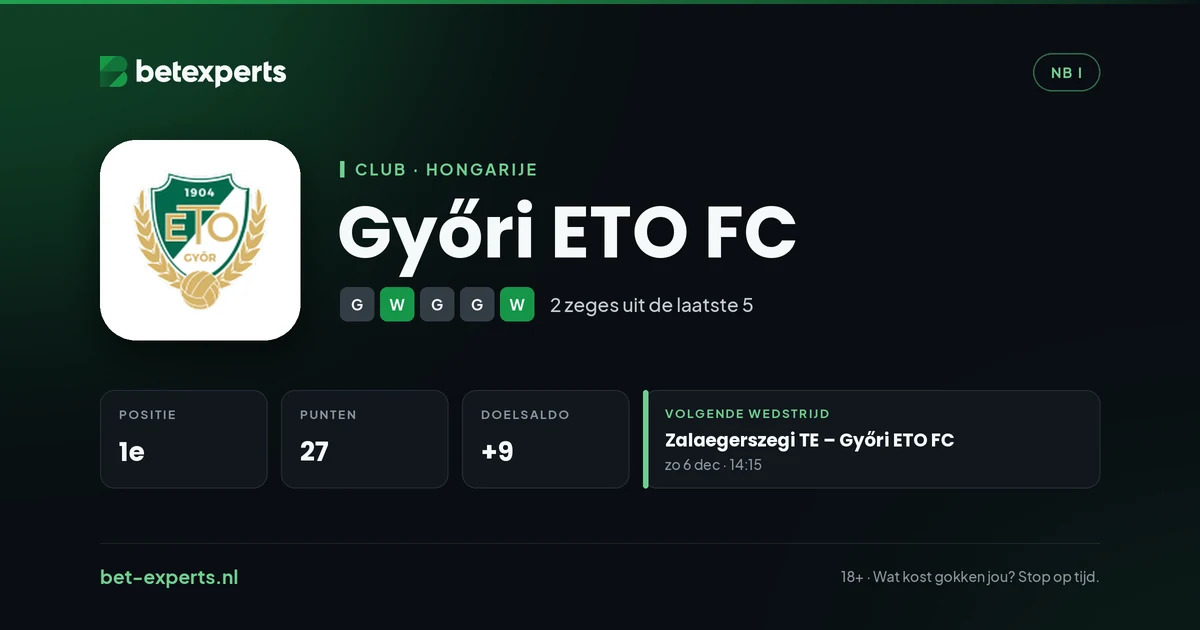 betexperts
NB I
1904
ETO
GYŐR
CLUB · HONGARIJE
Győri ETO FC
G W G G W 2 zeges uit de laatste 5
POSITIE
1e
PUNTEN
27
DOELSALDO
+9
VOLGENDE WEDSTRIJD
Zalaegerszegi TE – Győri ETO FC
zo 6 dec · 14:15
bet-experts.nl
18+ · Wat kost gokken jou? Stop op tijd.